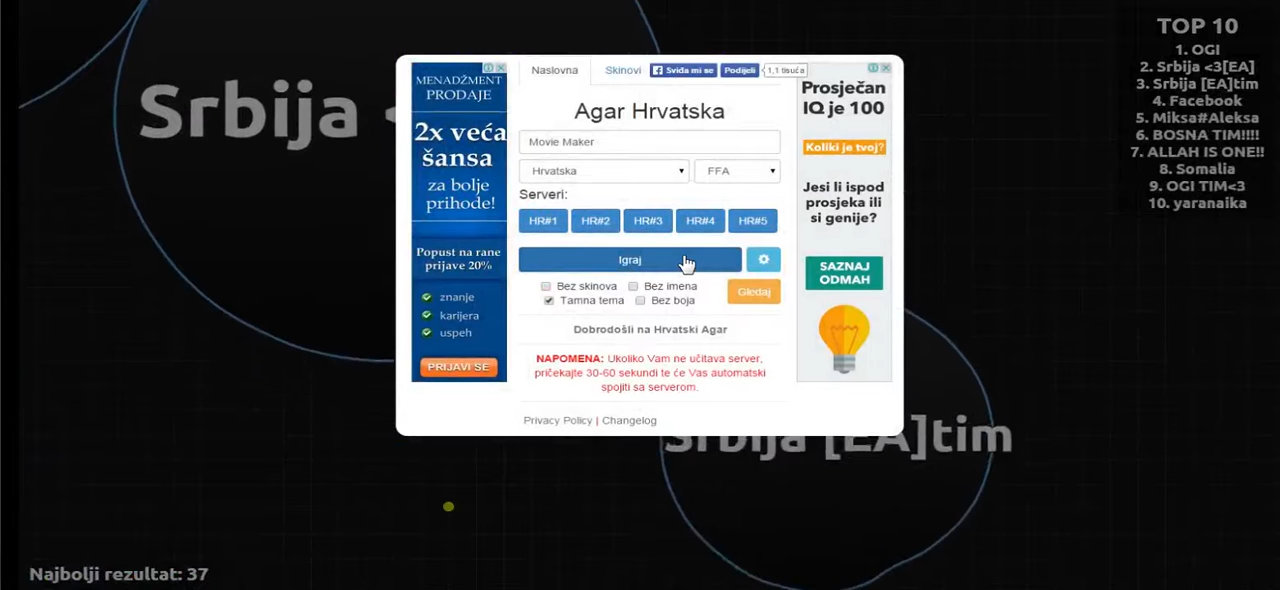 TOP 10
1. OGI
2. Srbija <3[EA]
3. Srbija [EA]tim
4. Facebook
5. Miksa#Aleksa
6. BOSNA TIM!!!!
7. ALLAH IS ONE!!
8. Somalia
9. OGI TIM<3
10. yaranaika
Srbija <
MENADŽMENT
PRODAJE
2x veća
šansa
za bolje
prihode!
Popust na rane
prijave 20%
znanje
karijera
uspeh
PRIJAVI SE
Naslovna Skinovi Sviđa mi se Podijeli 1,1 tisuća
Agar Hrvatska
Movie Maker
Hrvatska FFA
Serveri:
HR#1 HR#2 HR#3 HR#4 HR#5
Igraj
Bez skinova Bez imena
Tamna tema Bez boja
Gledaj
Dobrodošli na Hrvatski Agar
NAPOMENA: Ukoliko Vam ne učitava server,
pričekajte 30-60 sekundi te će Vas automatski
spojiti sa serverom.
Privacy Policy | Changelog
Prosječan
IQ je 100
Koliki je tvoj?
Jesi li ispod
prosjeka ili
si genije?
SAZNAJ
ODMAH
Srbija [EA]tim
Najbolji rezultat: 37